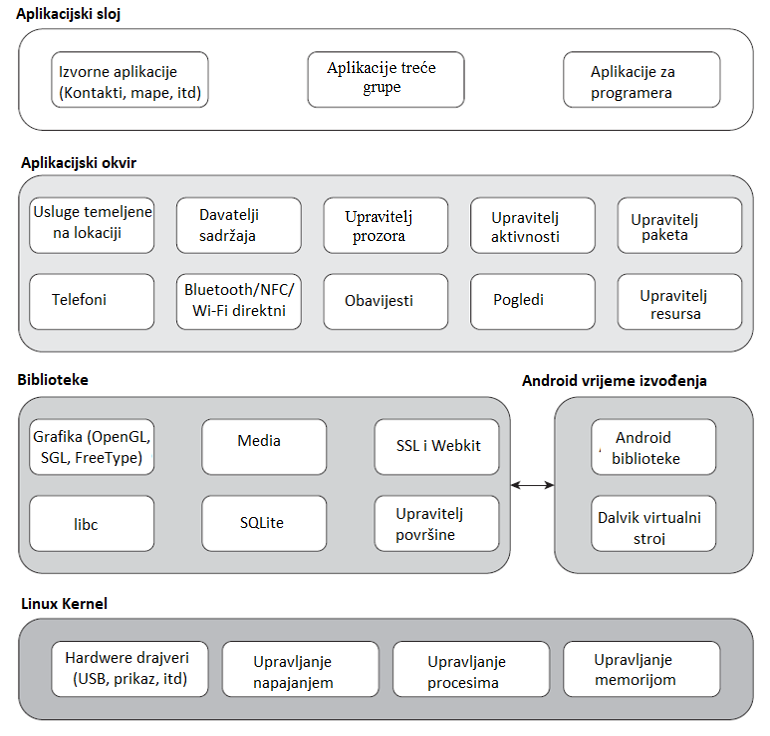 Aplikacijski sloj
Izvorne aplikacije
(Kontakti, mape, itd)
Aplikacije treće
grupe
Aplikacije za
programera
Aplikacijski okvir
Usluge temeljene
na lokaciji
Davatelji
sadržaja
Upravitelj
prozora
Upravitelj
aktivnosti
Upravitelj
paketa
Telefoni
Bluetooth/NFC/
Wi-Fi direktni
Obavijesti
Pogledi
Upravitelj
resursa
Biblioteke
Grafika (OpenGL,
SGL, FreeType)
Media
SSL i Webkit
libc
SQLite
Upravitelj
površine
Android vrijeme izvođenja
Android
biblioteke
Dalvik virtualni
stroj
Linux Kernel
Hardwere drajveri
(USB, prikaz, itd)
Upravljanje
napajanjem
Upravljanje
procesima
Upravljanje
memorijom